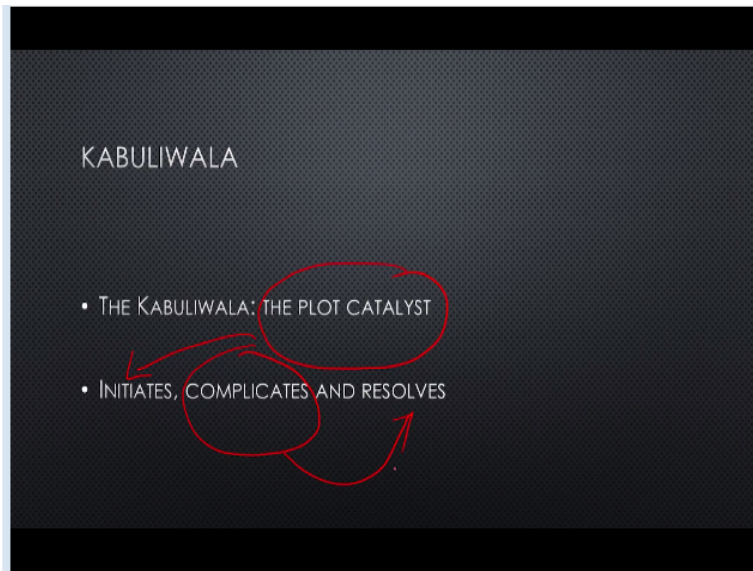 KABULIWALA
• THE KABULIWALA: THE PLOT CATALYST
• INITIATES, COMPLICATES AND RESOLVES